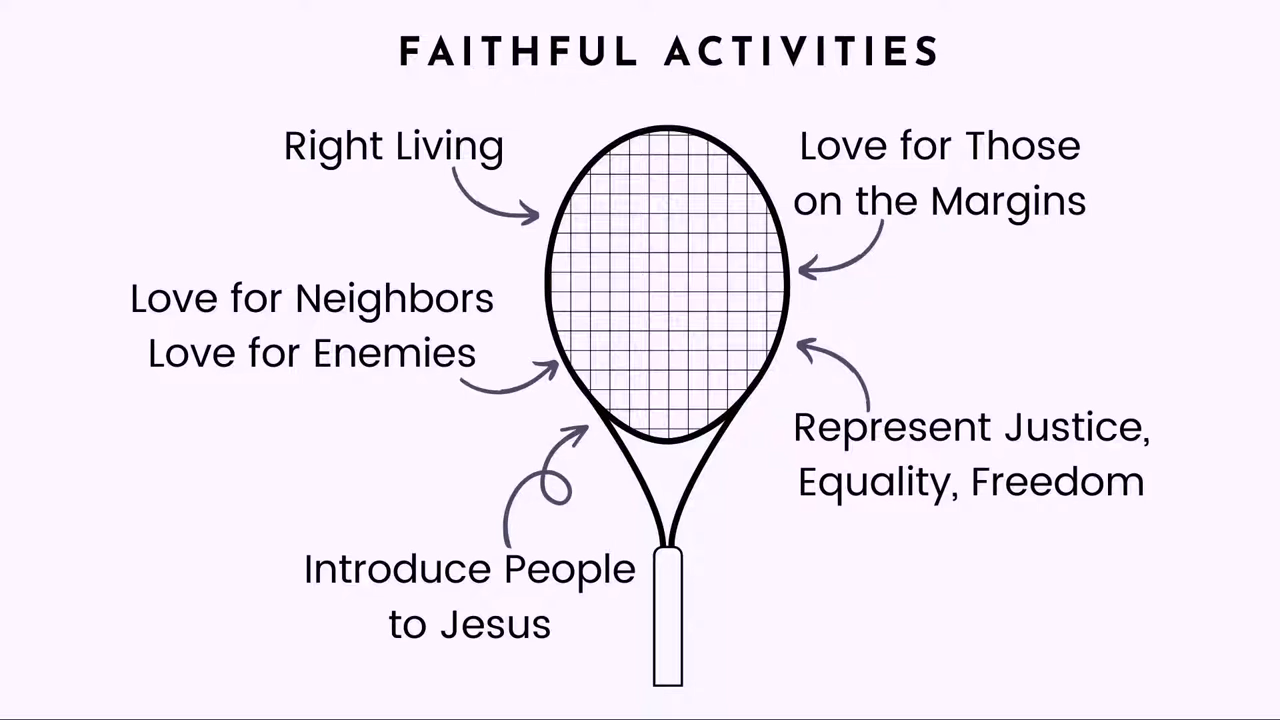 FAITHFUL ACTIVITIES
Right Living
Love for Those
on the Margins
Love for Neighbors
Love for Enemies
Represent Justice,
Equality, Freedom
Introduce People
to Jesus